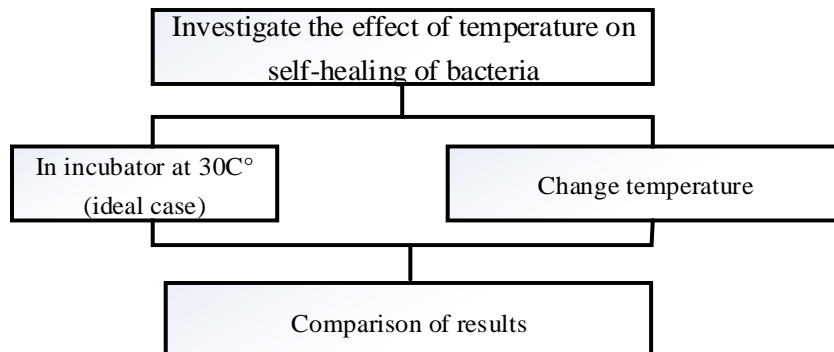 Investigate the effect of temperature on
self-healing of bacteria
In incubator at 30C°
(ideal case)
Change temperature
Comparison of results